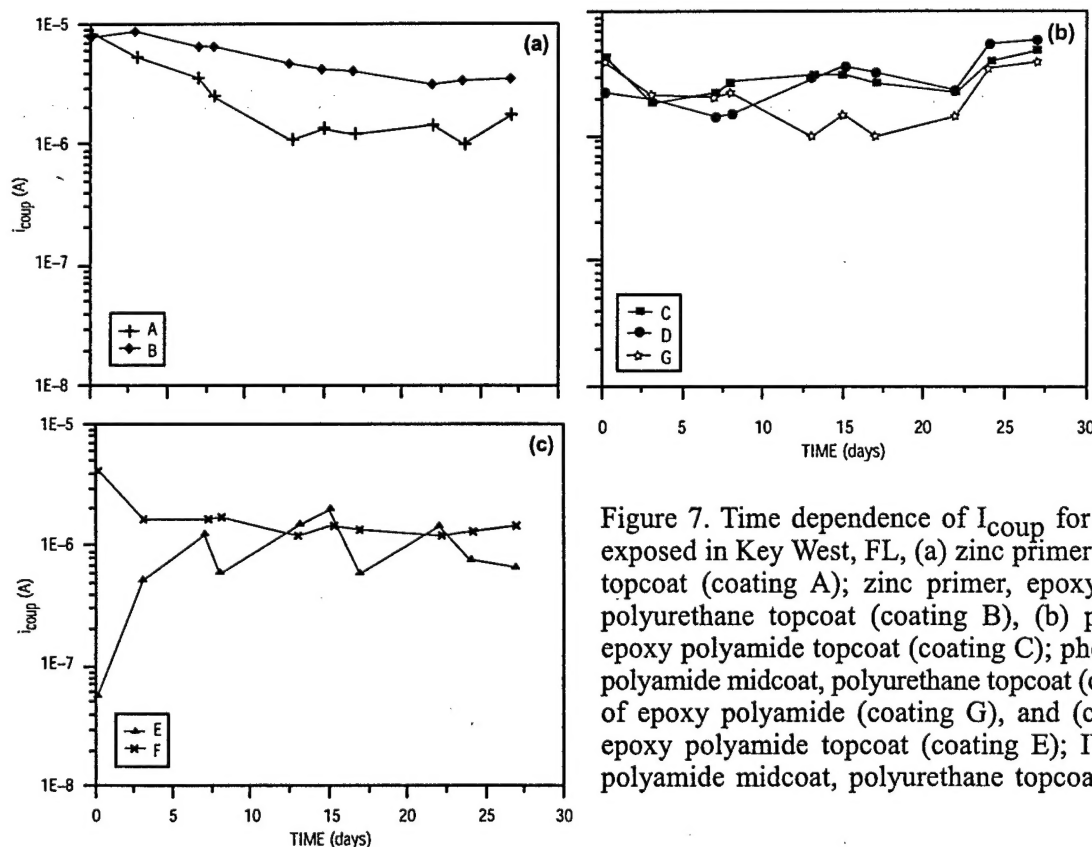 1E-5
1E-6
1E-7
1E-8
i_coup (A)
(a)
A
B
(b)
C
D
G
0 5 10 15 20 25 30
TIME (days)
1E-5
1E-6
1E-7
1E-8
i_coup (A)
(c)
E
F
0 5 10 15 20 25 30
TIME (days)
Figure 7. Time dependence of I_coup for
exposed in Key West, FL, (a) zinc primer
topcoat (coating A); zinc primer, epoxy
polyurethane topcoat (coating B), (b) p
epoxy polyamide topcoat (coating C); ph
polyamide midcoat, polyurethane topcoat (
of epoxy polyamide (coating G), and (c
epoxy polyamide topcoat (coating E); I
polyamide midcoat, polyurethane topcoa